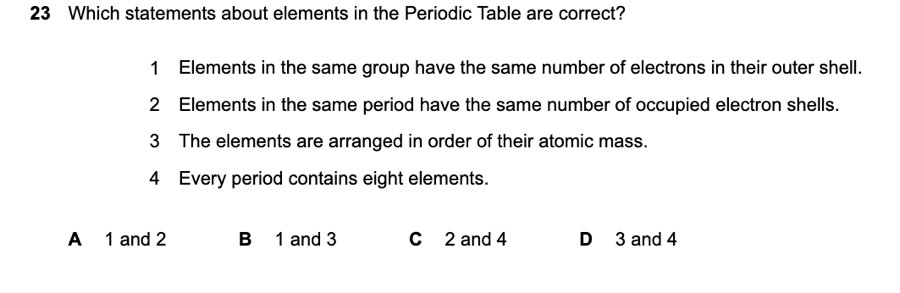 23 Which statements about elements in the Periodic Table are correct?
1 Elements in the same group have the same number of electrons in their outer shell.
2 Elements in the same period have the same number of occupied electron shells.
3 The elements are arranged in order of their atomic mass.
4 Every period contains eight elements.
A 1 and 2 B 1 and 3 C 2 and 4 D 3 and 4